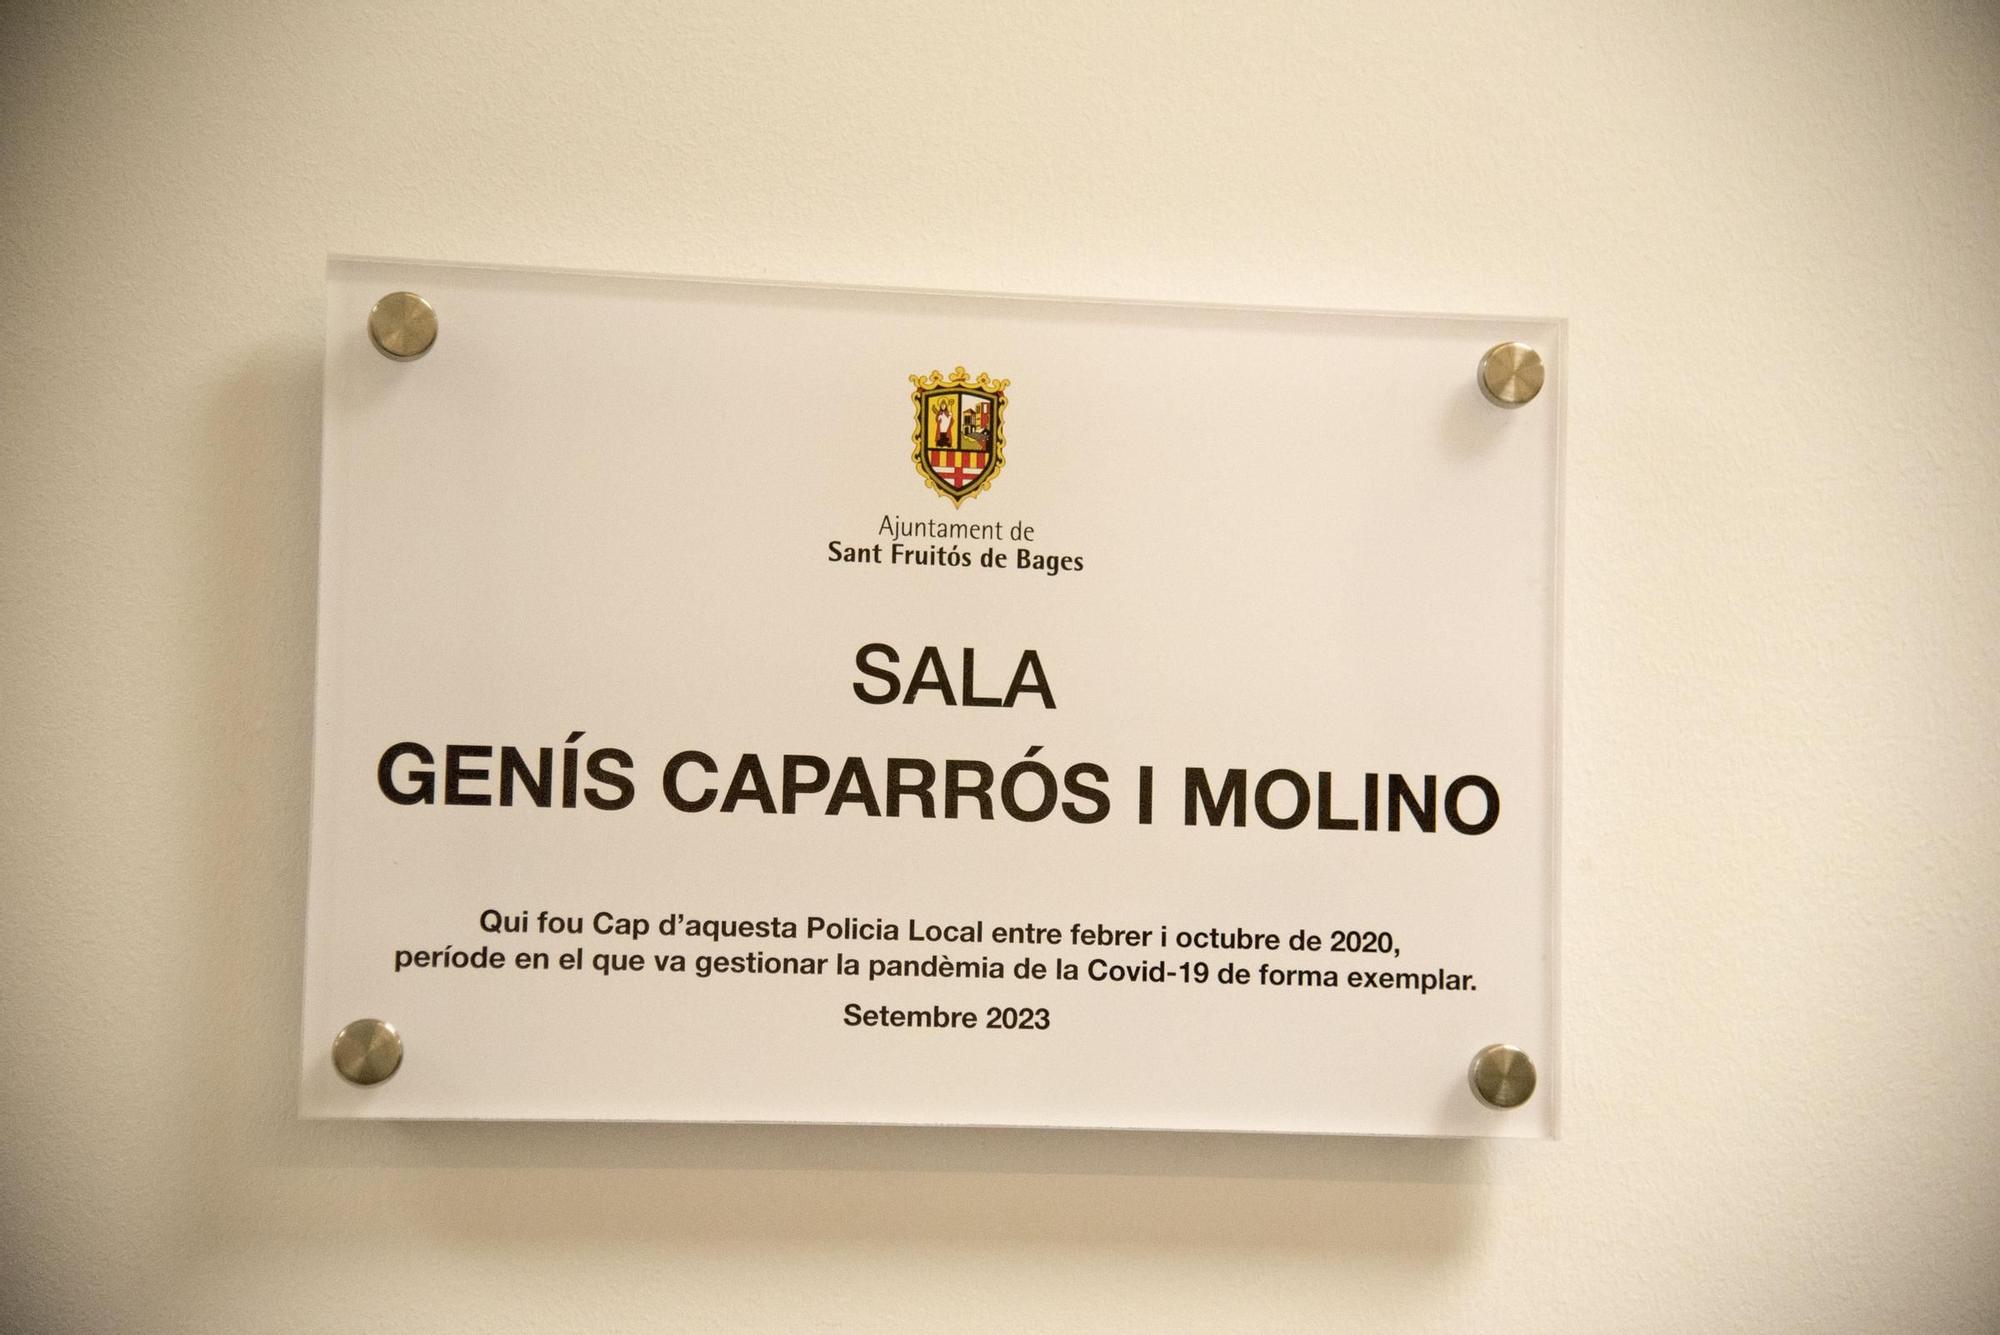 Ajuntament de
Sant Fruitós de Bages
SALA
GENÍS CAPARRÓS I MOLINO
Qui fou Cap d'aquesta Policia Local entre febrer i octubre de 2020,
període en el que va gestionar la pandèmia de la Covid-19 de forma exemplar.
Setembre 2023